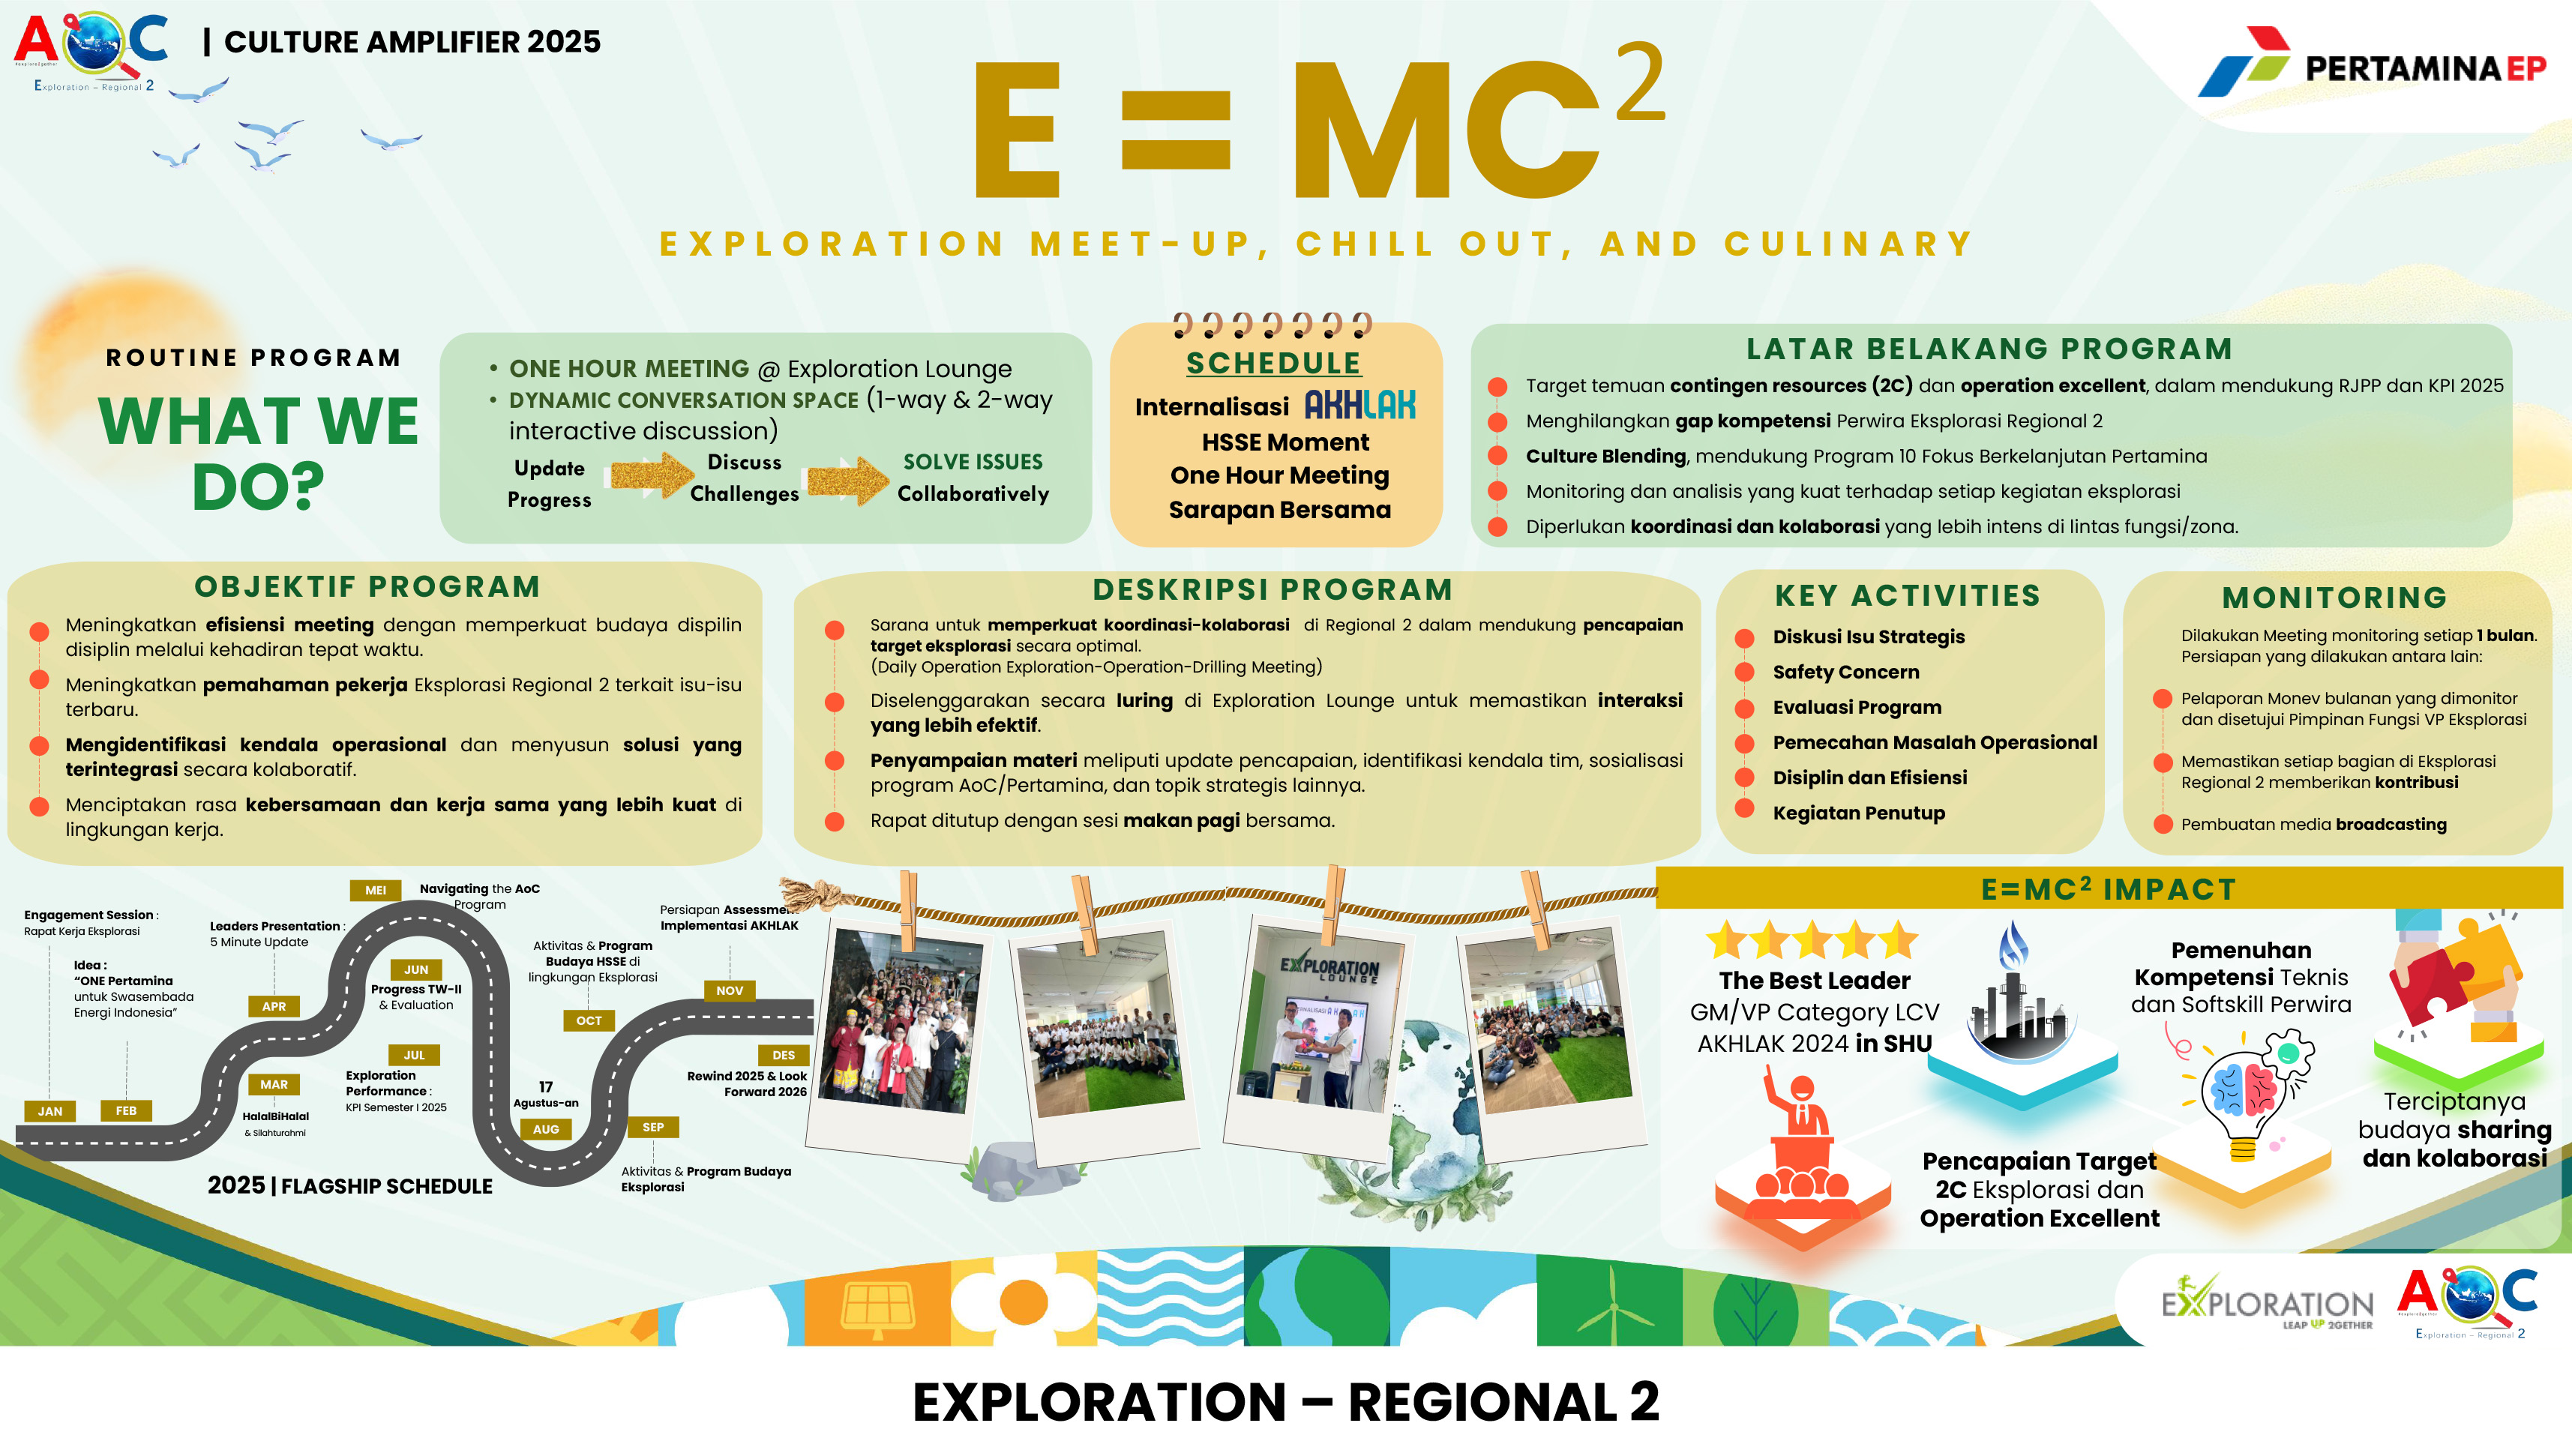 AOC
Exploration – Regional 2
| CULTURE AMPLIFIER 2025
PERTAMINA EP
E = MC²
EXPLORATION MEET-UP, CHILL OUT, AND CULINARY
ROUTINE PROGRAM
WHAT WE
DO?
• ONE HOUR MEETING @ Exploration Lounge
• DYNAMIC CONVERSATION SPACE (1-way & 2-way
interactive discussion)
Update
Progress
Discuss
Challenges
SOLVE ISSUES
Collaboratively
SCHEDULE
Internalisasi AKHLAK
HSSE Moment
One Hour Meeting
Sarapan Bersama
LATAR BELAKANG PROGRAM
Target temuan contingen resources (2C) dan operation excellent, dalam mendukung RJPP dan KPI 2025
Menghilangkan gap kompetensi Perwira Eksplorasi Regional 2
Culture Blending, mendukung Program 10 Fokus Berkelanjutan Pertamina
Monitoring dan analisis yang kuat terhadap setiap kegiatan eksplorasi
Diperlukan koordinasi dan kolaborasi yang lebih intens di lintas fungsi/zona.
OBJEKTIF PROGRAM
Meningkatkan efisiensi meeting dengan memperkuat budaya dispilin
disiplin melalui kehadiran tepat waktu.
Meningkatkan pemahaman pekerja Eksplorasi Regional 2 terkait isu-isu
terbaru.
Mengidentifikasi kendala operasional dan menyusun solusi yang
terintegrasi secara kolaboratif.
Menciptakan rasa kebersamaan dan kerja sama yang lebih kuat di
lingkungan kerja.
DESKRIPSI PROGRAM
Sarana untuk memperkuat koordinasi-kolaborasi di Regional 2 dalam mendukung pencapaian
target eksplorasi secara optimal.
(Daily Operation Exploration-Operation-Drilling Meeting)
Diselenggarakan secara luring di Exploration Lounge untuk memastikan interaksi
yang lebih efektif.
Penyampaian materi meliputi update pencapaian, identifikasi kendala tim, sosialisasi
program AoC/Pertamina, dan topik strategis lainnya.
Rapat ditutup dengan sesi makan pagi bersama.
KEY ACTIVITIES
Diskusi Isu Strategis
Safety Concern
Evaluasi Program
Pemecahan Masalah Operasional
Disiplin dan Efisiensi
Kegiatan Penutup
MONITORING
Dilakukan Meeting monitoring setiap 1 bulan.
Persiapan yang dilakukan antara lain:
Pelaporan Monev bulanan yang dimonitor
dan disetujui Pimpinan Fungsi VP Eksplorasi
Memastikan setiap bagian di Eksplorasi
Regional 2 memberikan kontribusi
Pembuatan media broadcasting
Engagement Session :
Rapat Kerja Eksplorasi
JAN
Idea :
“ONE Pertamina
untuk Swasembada
Energi Indonesia”
FEB
MAR
HalalBiHalal
& Silahturahmi
Leaders Presentation :
5 Minute Update
APR
MEI
Navigating the AoC
Program
JUN
Progress TW-II
& Evaluation
JUL
Exploration
Performance :
KPI Semester I 2025
17
Agustus-an
AUG
SEP
Aktivitas & Program Budaya
Eksplorasi
Aktivitas & Program
Budaya HSSE di
lingkungan Eksplorasi
OCT
Persiapan Assessmen
Implementasi AKHLAK
NOV
DES
Rewind 2025 & Look
Forward 2026
2025 | FLAGSHIP SCHEDULE
EXPLORATION
LOUNGE
E=MC² IMPACT
The Best Leader
GM/VP Category LCV
AKHLAK 2024 in SHU
Pencapaian Target
2C Eksplorasi dan
Operation Excellent
Pemenuhan
Kompetensi Teknis
dan Softskill Perwira
Terciptanya
budaya sharing
dan kolaborasi
EXPLORATION
LEAP UP 2GETHER
AOC
Exploration – Regional 2
EXPLORATION – REGIONAL 2